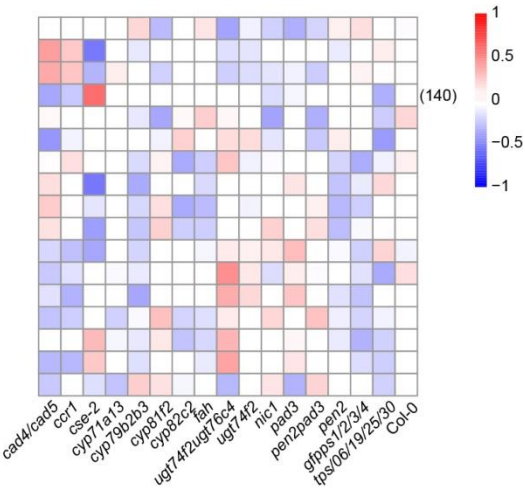 1
0.5
(140)
0
−0.5
−1
cad4/cad5
ccr1
cse-2
cyp71a13
cyp79b2b3
cyp81f2
cyp82c2
fah
ugt74f2ugt76c4
ugt74f2
nic1
pad3
pen2pad3
pen2
gfpps1/2/3/4
tps/06/19/25/30
Col-0